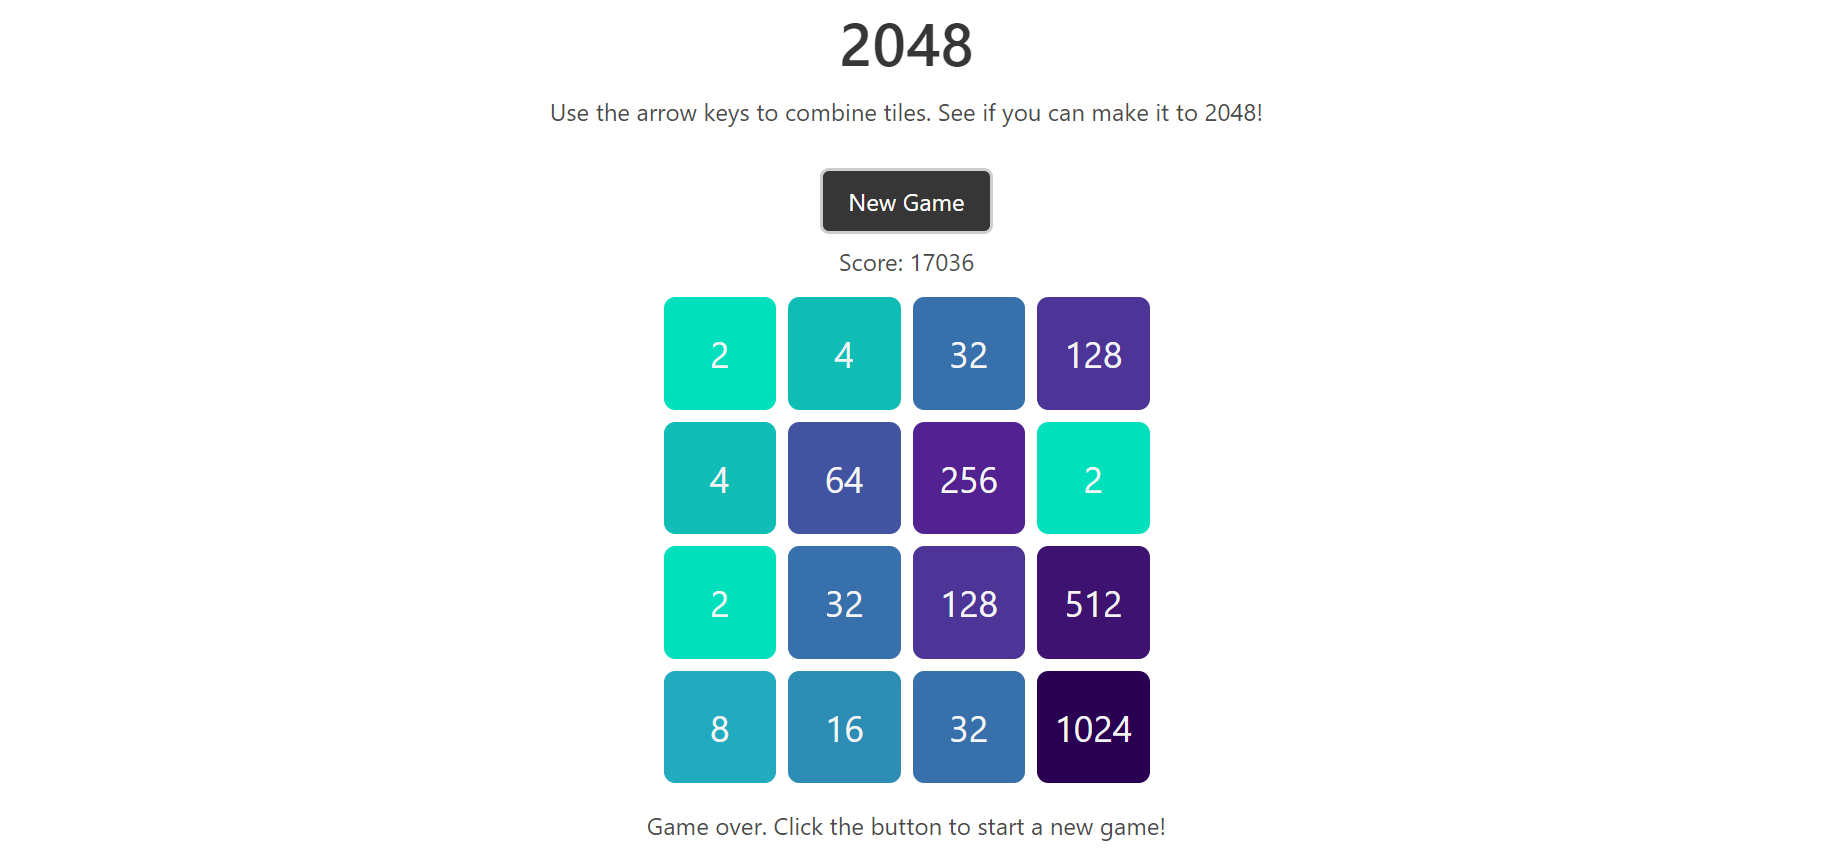 2048
Use the arrow keys to combine tiles. See if you can make it to 2048!
New Game
Score: 17036
2 4 32 128
4 64 256 2
2 32 128 512
8 16 32 1024
Game over. Click the button to start a new game!